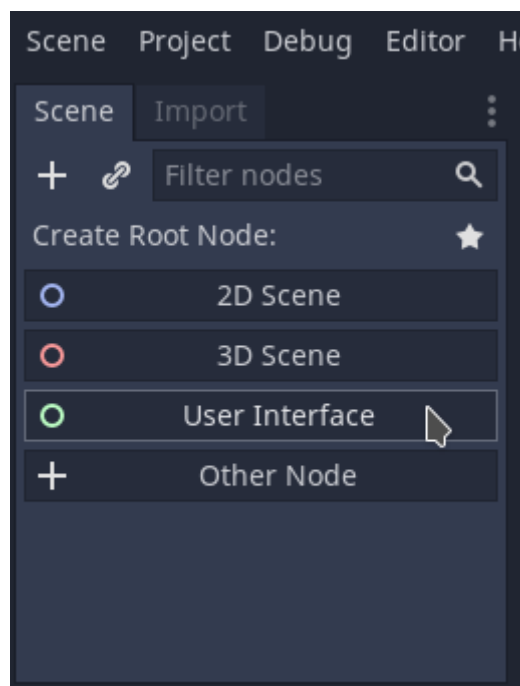 Scene Project Debug Editor
Scene Import
Filter nodes
Create Root Node:
2D Scene
3D Scene
User Interface
Other Node